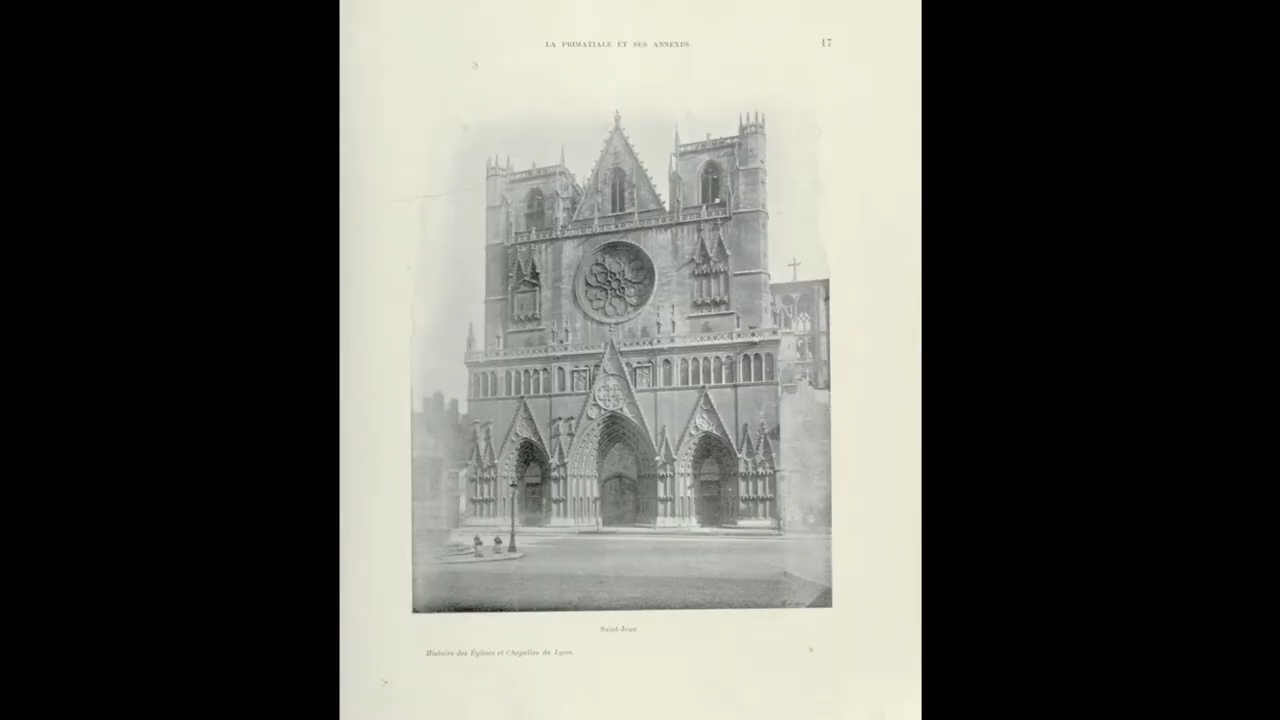 LA PRIMATIALE ET SES ANNEXES 17
Saint-Jean.
Histoire des Églises et Chapelles de Lyon.